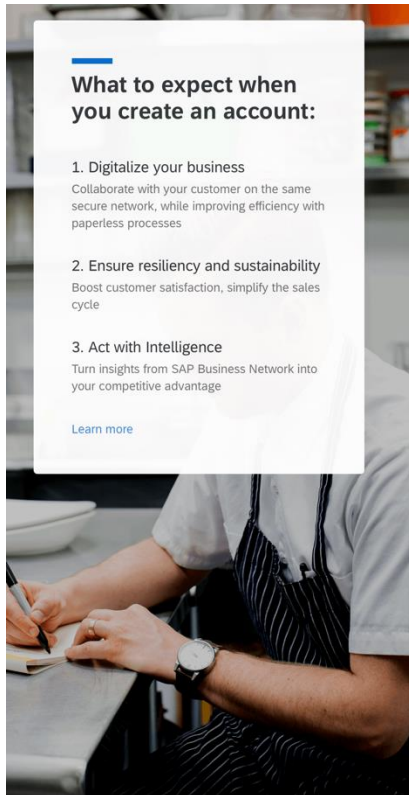 What to expect when
you create an account:
1. Digitalize your business
Collaborate with your customer on the same
secure network, while improving efficiency with
paperless processes
2. Ensure resiliency and sustainability
Boost customer satisfaction, simplify the sales
cycle
3. Act with Intelligence
Turn insights from SAP Business Network into
your competitive advantage
Learn more